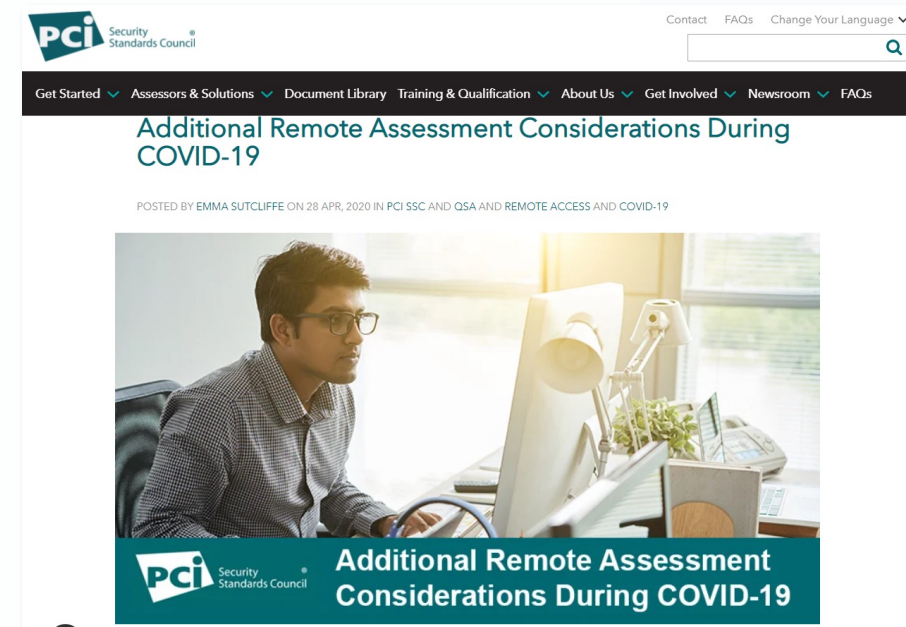 PCI Security Standards Council ®
Contact FAQs Change Your Language
Get Started Assessors & Solutions Document Library Training & Qualification About Us Get Involved Newsroom FAQs
Additional Remote Assessment Considerations During
COVID-19
POSTED BY EMMA SUTCLIFFE ON 28 APR, 2020 IN PCI SSC AND QSA AND REMOTE ACCESS AND COVID-19
PCI Security Standards Council ®
Additional Remote Assessment
Considerations During COVID-19